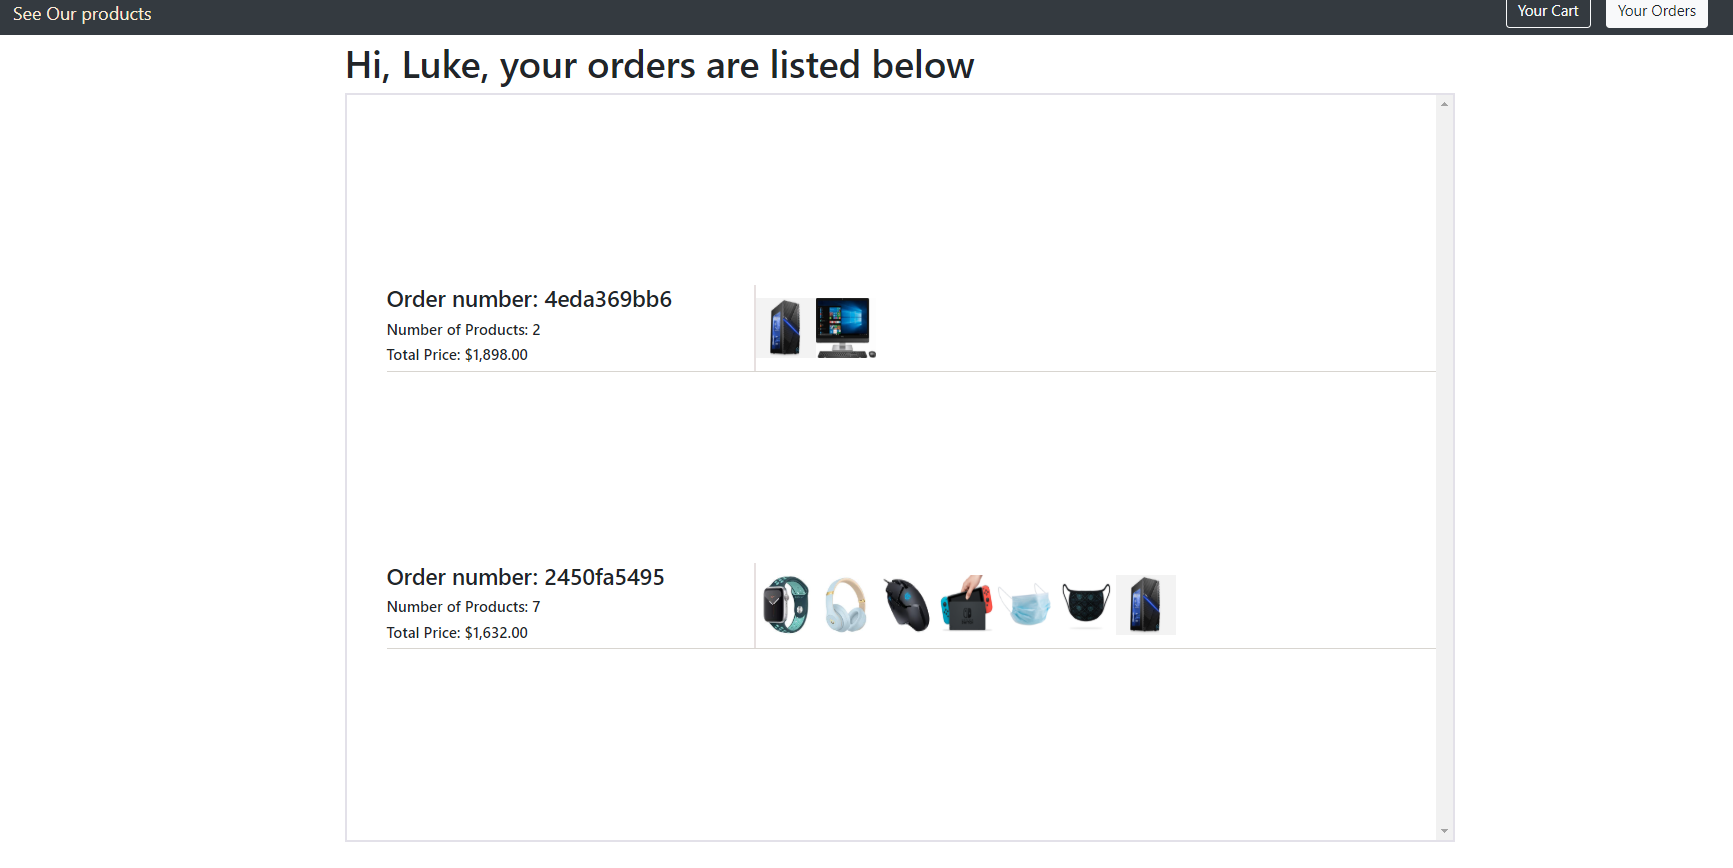 See Our products
Your Cart
Your Orders
Hi, Luke, your orders are listed below
Order number: 4eda369bb6
Number of Products: 2
Total Price: $1,898.00
Order number: 2450fa5495
Number of Products: 7
Total Price: $1,632.00